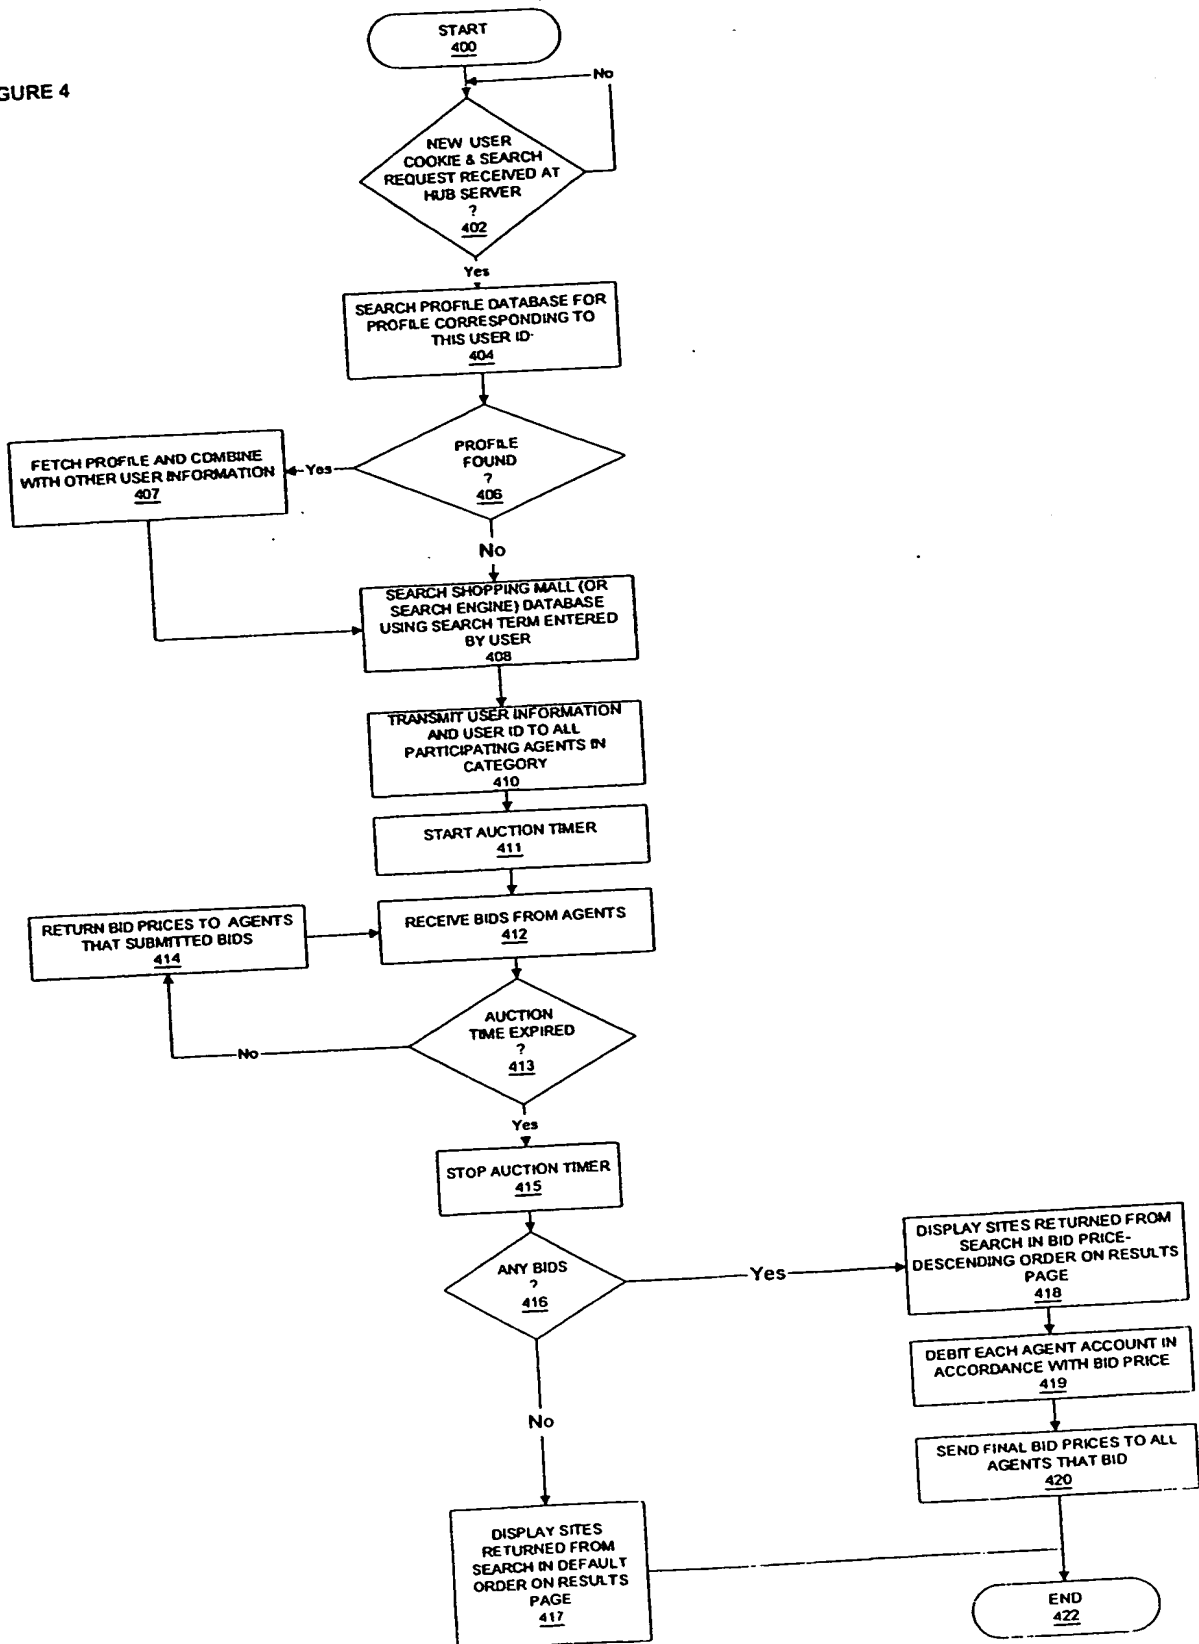 START
400
No
GURE 4
NEW USER
COOKIE & SEARCH
REQUEST RECEIVED AT
HUB SERVER
?
402
Yes
SEARCH PROFILE DATABASE FOR
PROFILE CORRESPONDING TO
THIS USER ID
404
PROFILE
FOUND
?
406
Yes
FETCH PROFILE AND COMBINE
WITH OTHER USER INFORMATION
407
No
SEARCH SHOPPING MALL (OR
SEARCH ENGINE) DATABASE
USING SEARCH TERM ENTERED
BY USER
408
TRANSMIT USER INFORMATION
AND USER ID TO ALL
PARTICIPATING AGENTS IN
CATEGORY
410
START AUCTION TIMER
411
RECEIVE BIDS FROM AGENTS
412
RETURN BID PRICES TO AGENTS
THAT SUBMITTED BIDS
414
AUCTION
TIME EXPIRED
?
413
No
Yes
STOP AUCTION TIMER
415
ANY BIDS
?
416
Yes
DISPLAY SITES RETURNED FROM
SEARCH IN BID PRICE-
DESCENDING ORDER ON RESULTS
PAGE
418
DEBIT EACH AGENT ACCOUNT IN
ACCORDANCE WITH BID PRICE
419
No
SEND FINAL BID PRICES TO ALL
AGENTS THAT BID
420
DISPLAY SITES
RETURNED FROM
SEARCH IN DEFAULT
ORDER ON RESULTS
PAGE
417
END
422